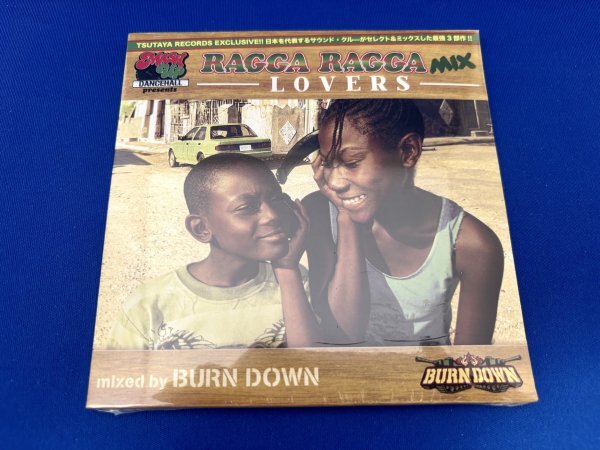 TSUTAYA RECORDS EXCLUSIVE!! 日本を代表するサウンド・クルーがセレクト&ミックスした最強3部作!!
DANCEHALL
presents
RAGGA RAGGA MIX
LOVERS
mixed by BURN DOWN
BURN DOWN